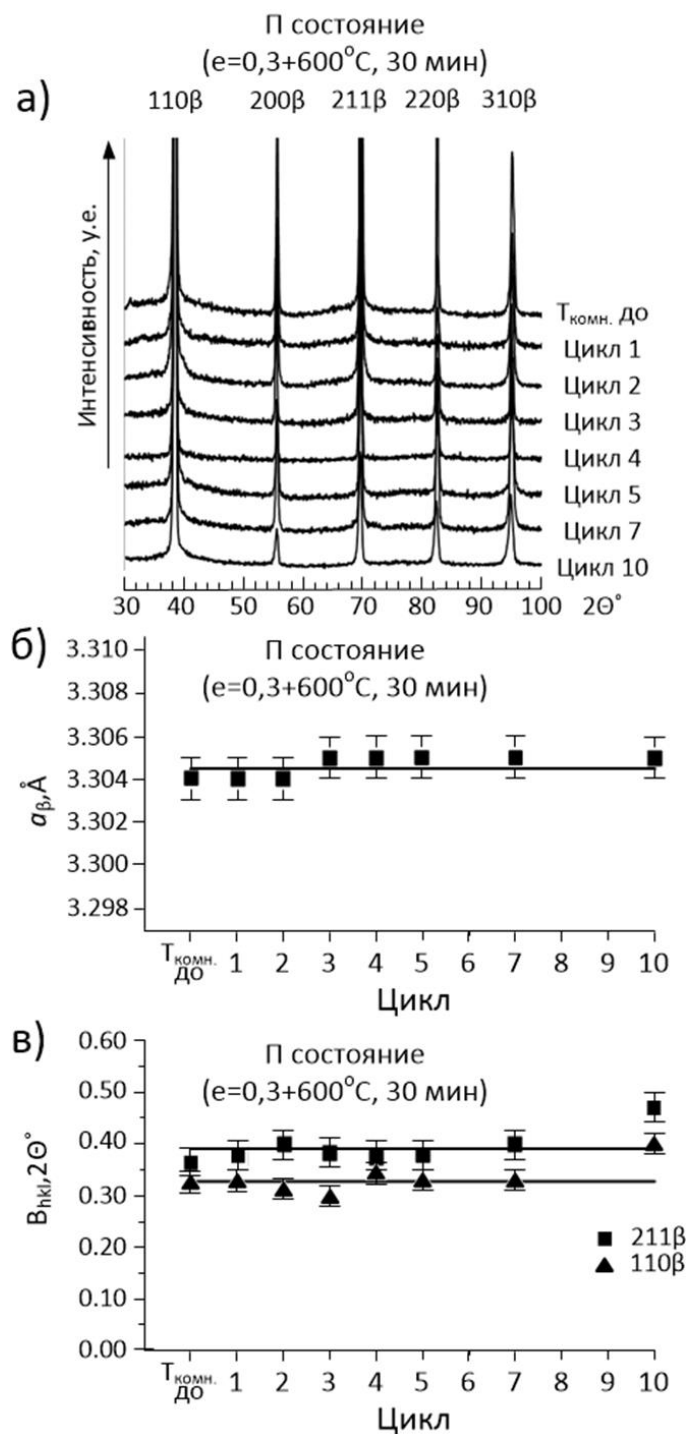 П состояние
(e=0,3+600°C, 30 мин)
а)
110β 200β 211β 220β 310β
Интенсивность, у.е.
Tкомн. до
Цикл 1
Цикл 2
Цикл 3
Цикл 4
Цикл 5
Цикл 7
Цикл 10
30 40 50 60 70 80 90 100 2Θ°
б)
П состояние
(e=0,3+600°C, 30 мин)
aβ,Å
3.310
3.308
3.306
3.304
3.302
3.300
3.298
Tкомн. до 1 2 3 4 5 6 7 8 9 10
Цикл
в)
П состояние
(e=0,3+600°C, 30 мин)
Bhkl,2Θ°
0.60
0.50
0.40
0.30
0.20
0.10
0.00
211β
110β
Tкомн. до 1 2 3 4 5 6 7 8 9 10
Цикл